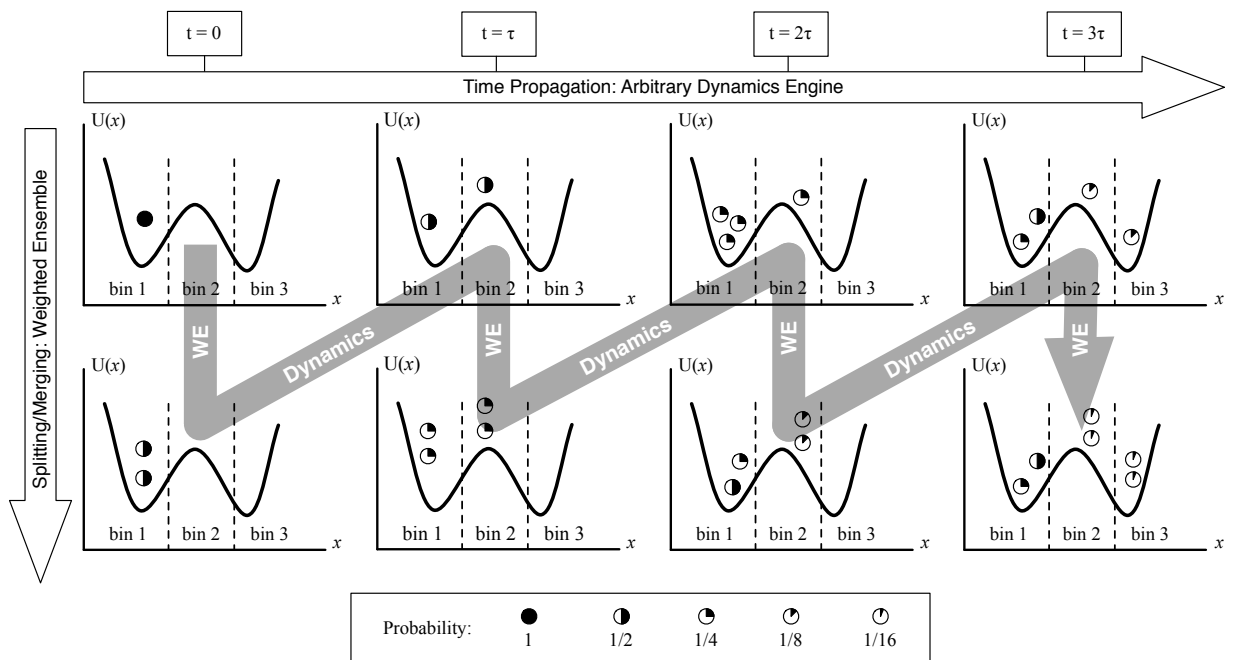 t = 0
t = τ
t = 2τ
t = 3τ
Time Propagation: Arbitrary Dynamics Engine
Splitting/Merging: Weighted Ensemble
U(x)
U(x)
U(x)
U(x)
bin 1 bin 2 bin 3 x
bin 1 bin 2 bin 3 x
bin 1 bin 2 bin 3 x
bin 1 bin 2 bin 3 x
WE
Dynamics
WE
Dynamics
WE
Dynamics
WE
U(x)
U(x)
U(x)
U(x)
bin 1 bin 2 bin 3 x
bin 1 bin 2 bin 3 x
bin 1 bin 2 bin 3 x
bin 1 bin 2 bin 3 x
Probability:
1
1/2
1/4
1/8
1/16